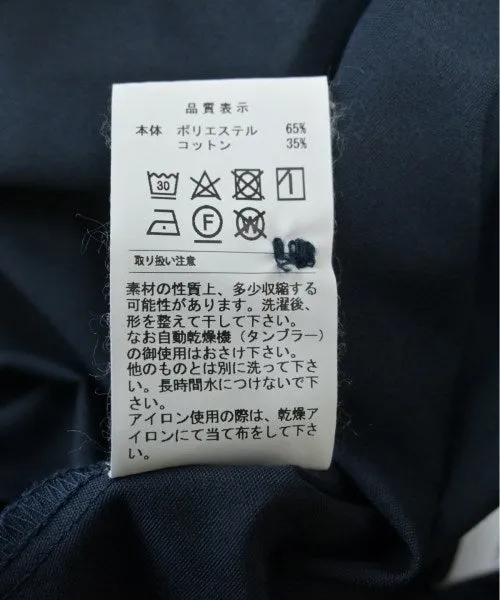 品質表示
本体 ポリエステル 65%
コットン 35%
30
F
W
取り扱い注意
素材の性質上、多少収縮する
可能性があります。洗濯後、
形を整えて干して下さい。
なお自動乾燥機(タンブラー)
の御使用はおさけ下さい。
他のものとは別に洗って下さ
い。長時間水につけないで下
さい。
アイロン使用の際は、乾燥ア
イロンにて当て布をして下さ
い。